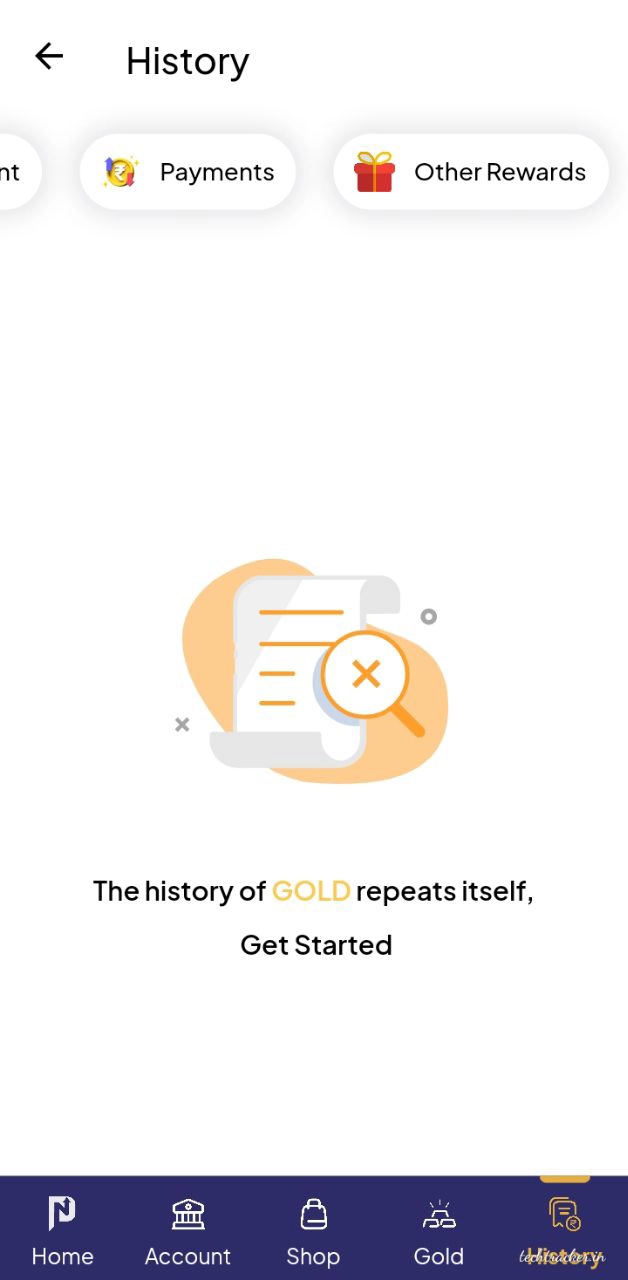 History
nt
Payments
Other Rewards
The history of GOLD repeats itself,
Get Started
Home
Account
Shop
Gold
History
techtracker.in